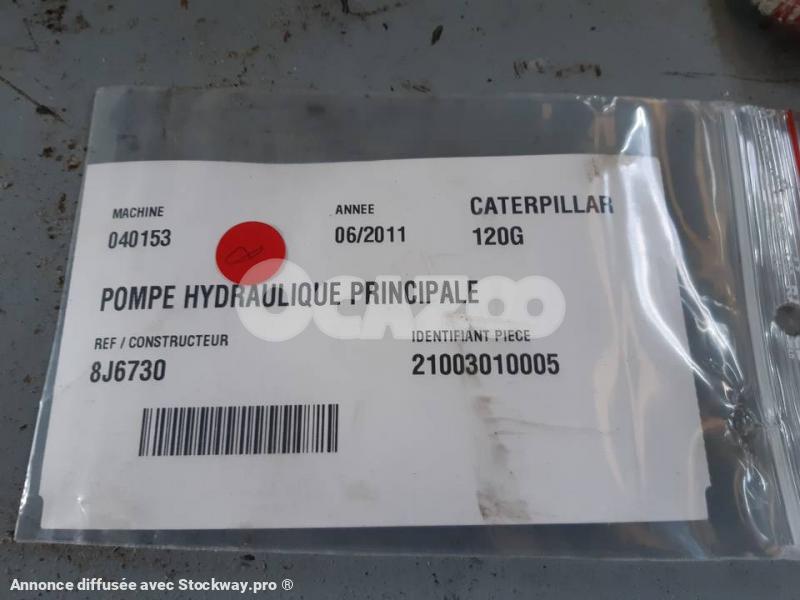 MACHINE
040153
ANNEE
06/2011
CATERPILLAR
120G
POMPE HYDRAULIQUE PRINCIPALE
OCAZOO
REF / CONSTRUCTEUR
8J6730
IDENTIFIANT PIECE
21003010005
Annonce diffusée avec Stockway.pro ®